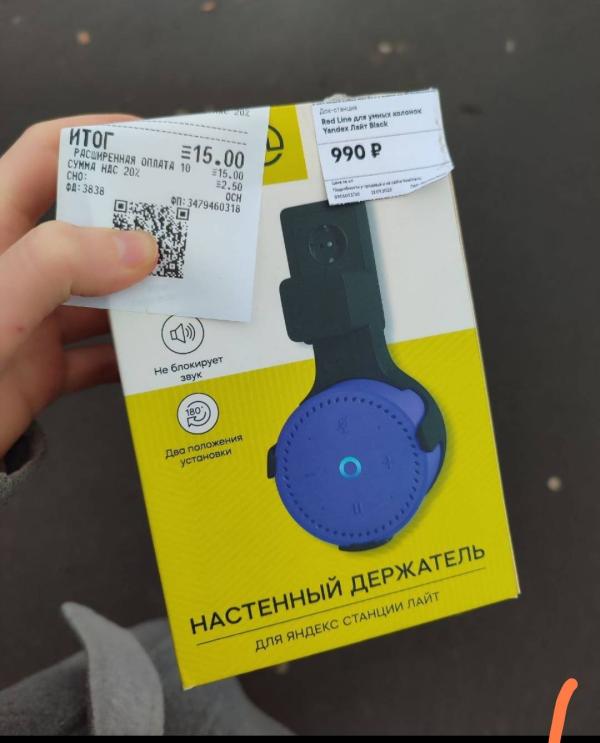 ИТОГ ≡15.00
РАСШИРЕННАЯ ОПЛАТА 10 ≡15.00
СУММА НДС 20% ≡2.50
СНО: ОСН
ФД:3838 ФП:3479460318
Док-станция
Red Line для умных колонок
Yandex Лайт Black
990 ₽
Не блокирует
звук
180°
Два положения
установки
НАСТЕННЫЙ ДЕРЖАТЕЛЬ
ДЛЯ ЯНДЕКС СТАНЦИИ ЛАЙТ